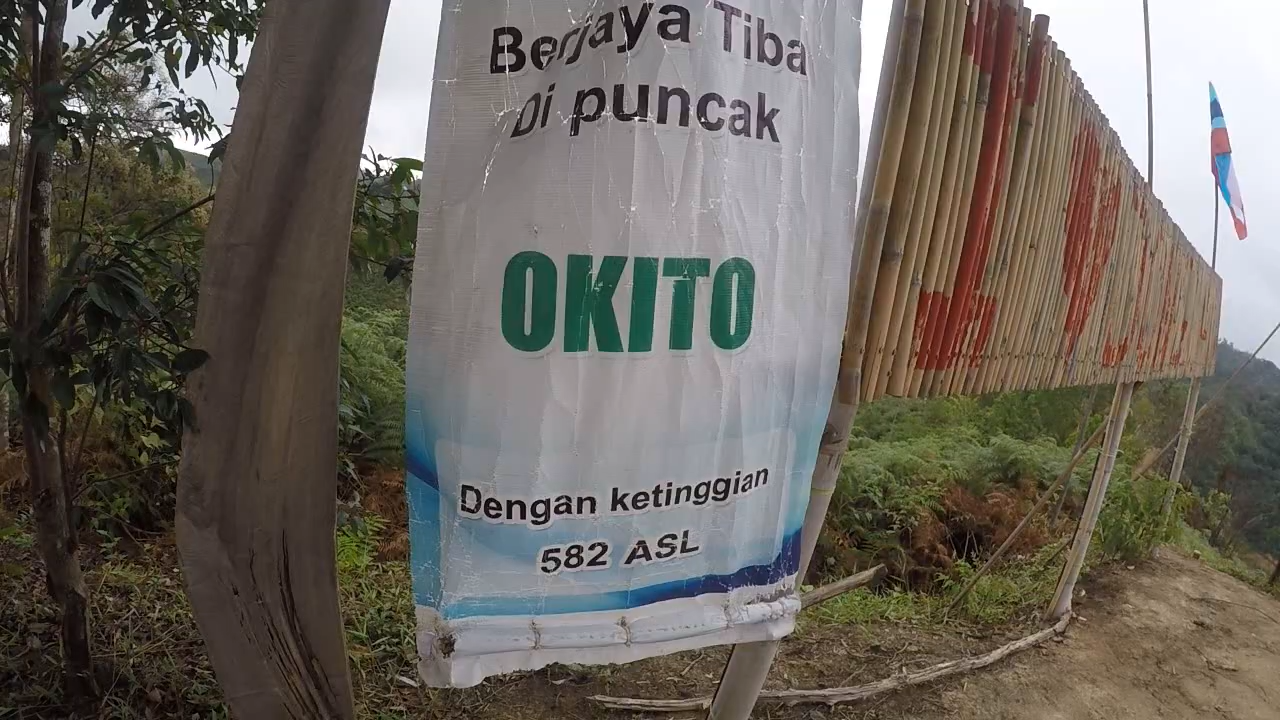 Berjaya Tiba
Di puncak
OKITO
Dengan ketinggian
582 ASL